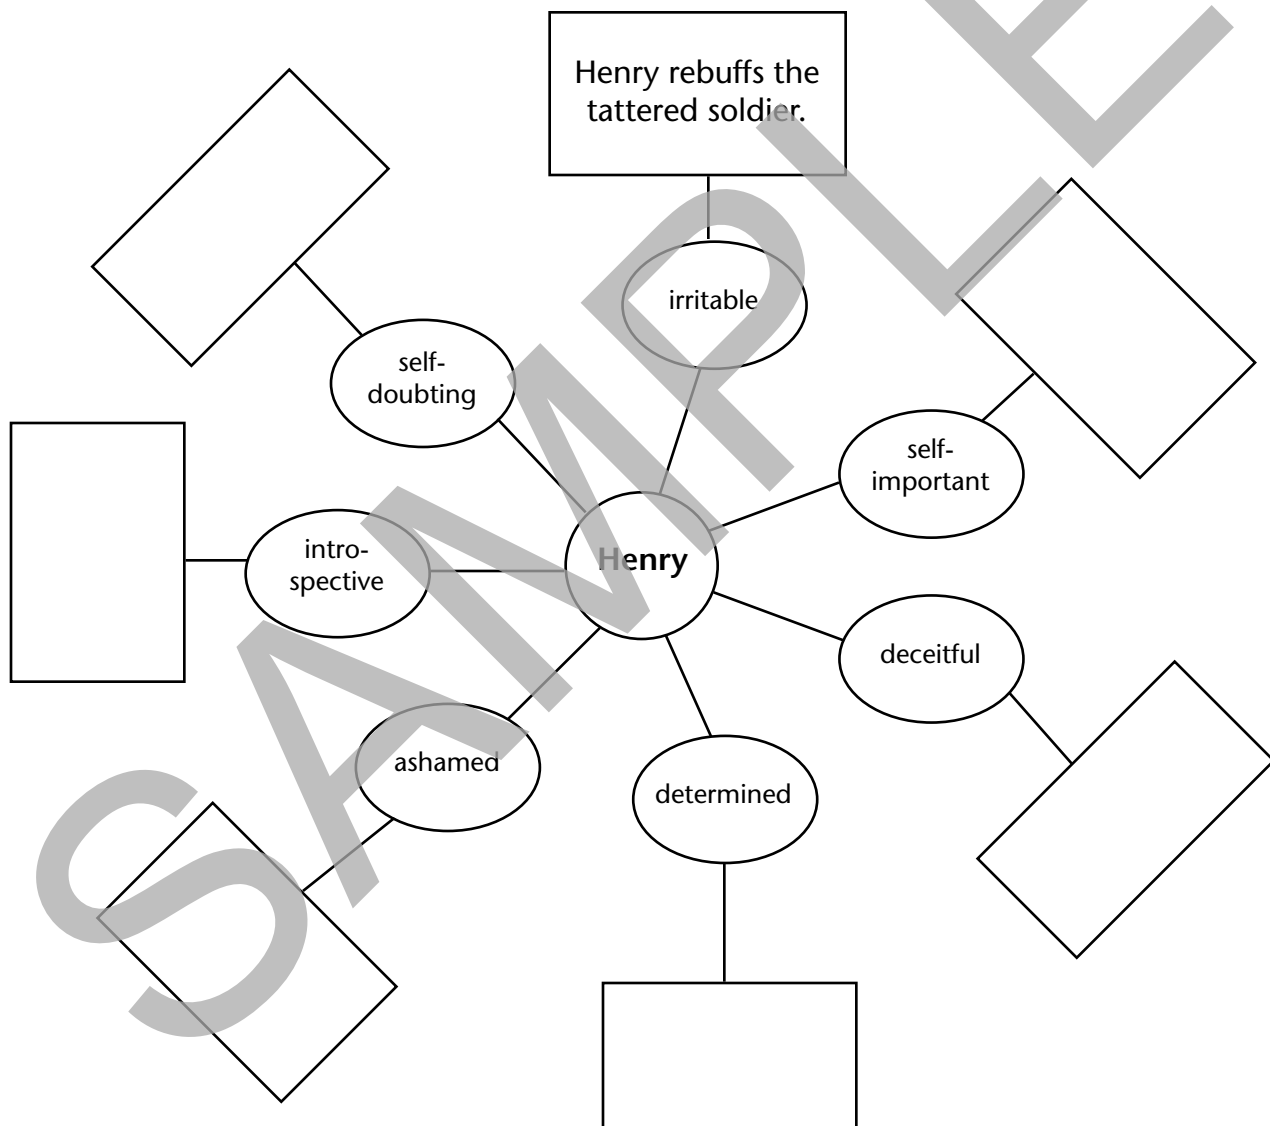 Henry rebuffs the
tattered soldier.
irritable
self-
doubting
self-
important
intro-
spective
Henry
deceitful
ashamed
determined
SAMPLE